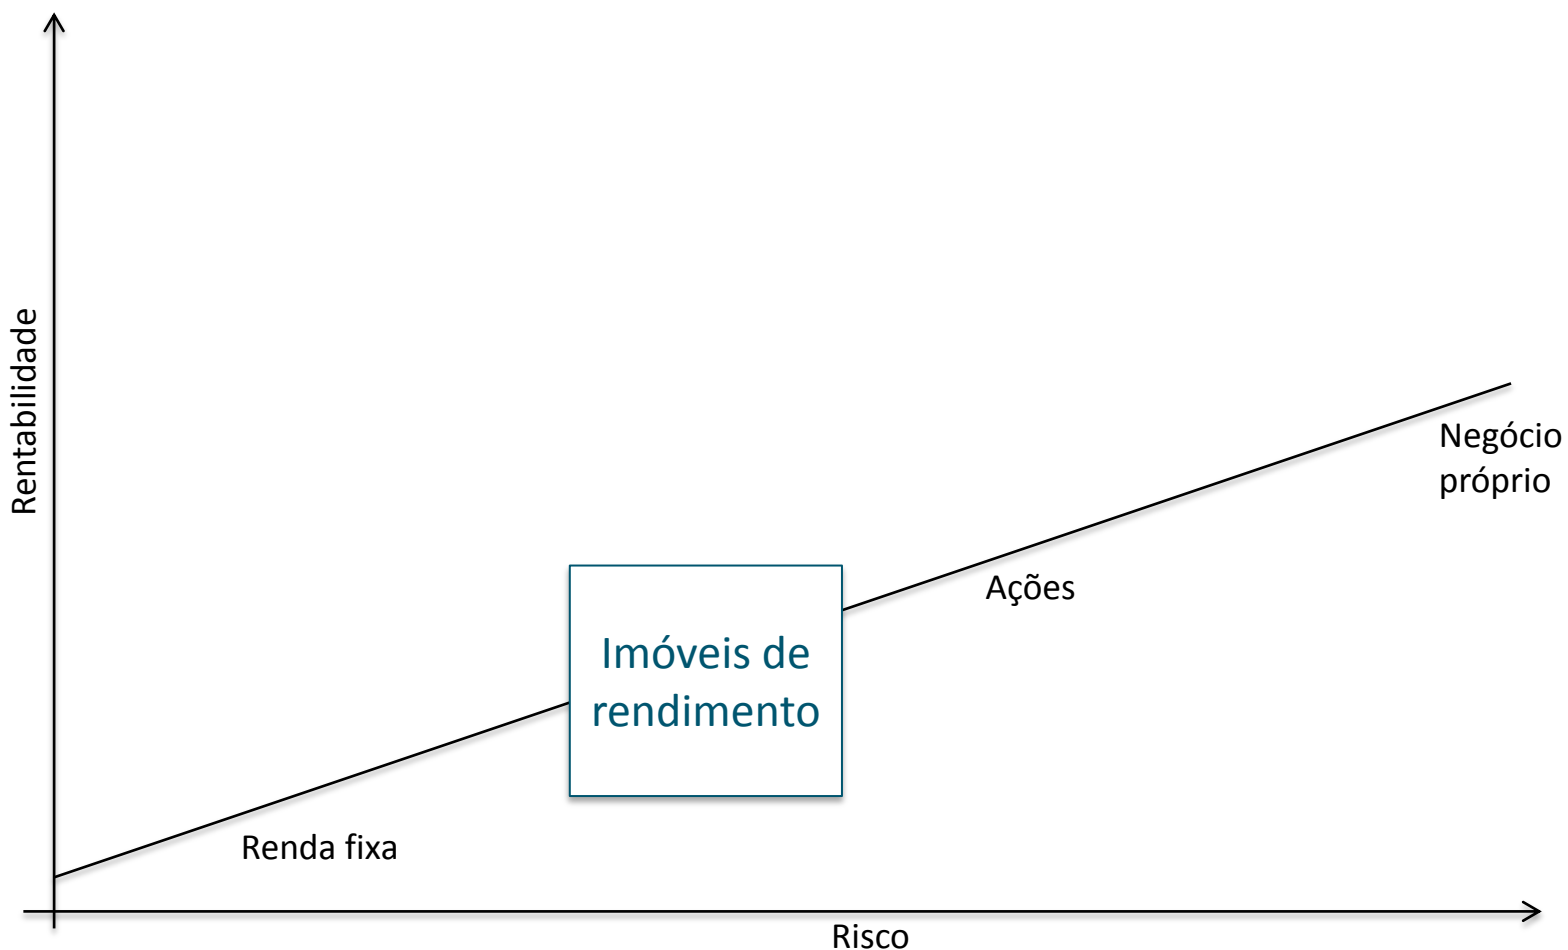 Rentabilidade
Negócio
próprio
Ações
Imóveis de
rendimento
Renda fixa
Risco